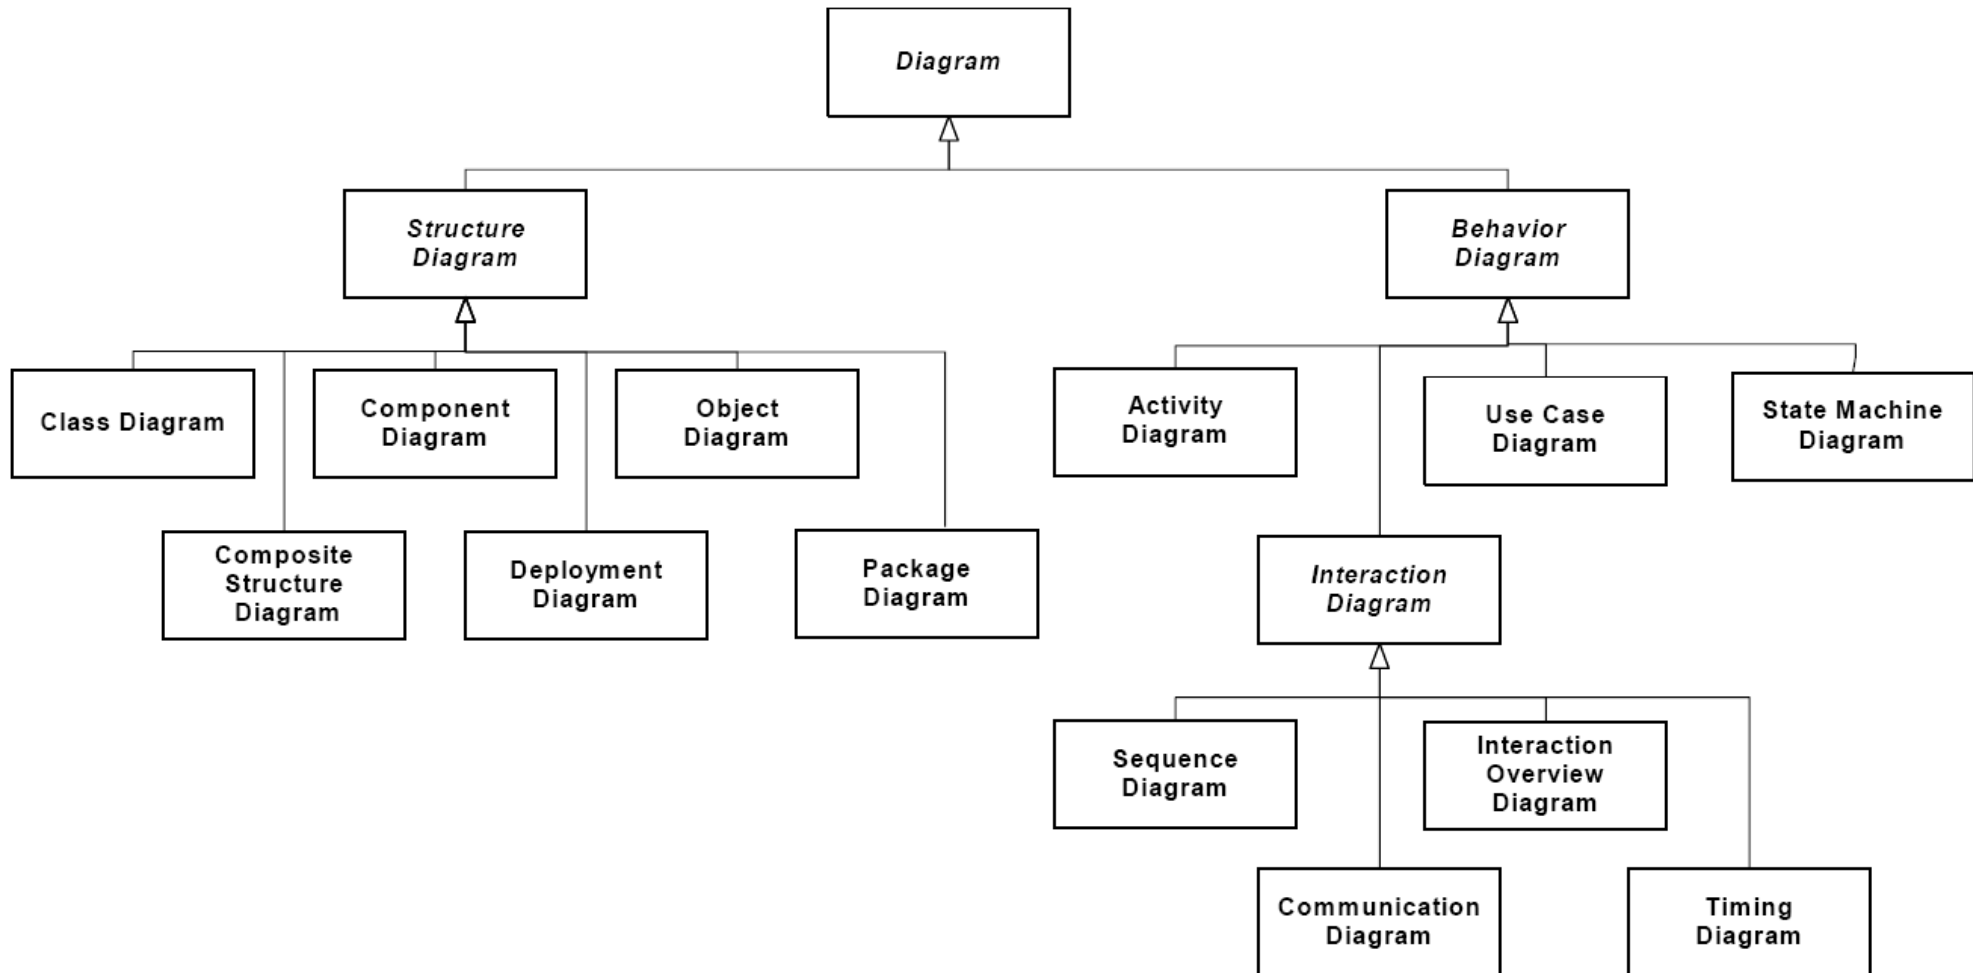 Diagram
Structure
Diagram
Behavior
Diagram
Class Diagram
Component
Diagram
Object
Diagram
Activity
Diagram
Use Case
Diagram
State Machine
Diagram
Composite
Structure
Diagram
Deployment
Diagram
Package
Diagram
Interaction
Diagram
Sequence
Diagram
Interaction
Overview
Diagram
Communication
Diagram
Timing
Diagram